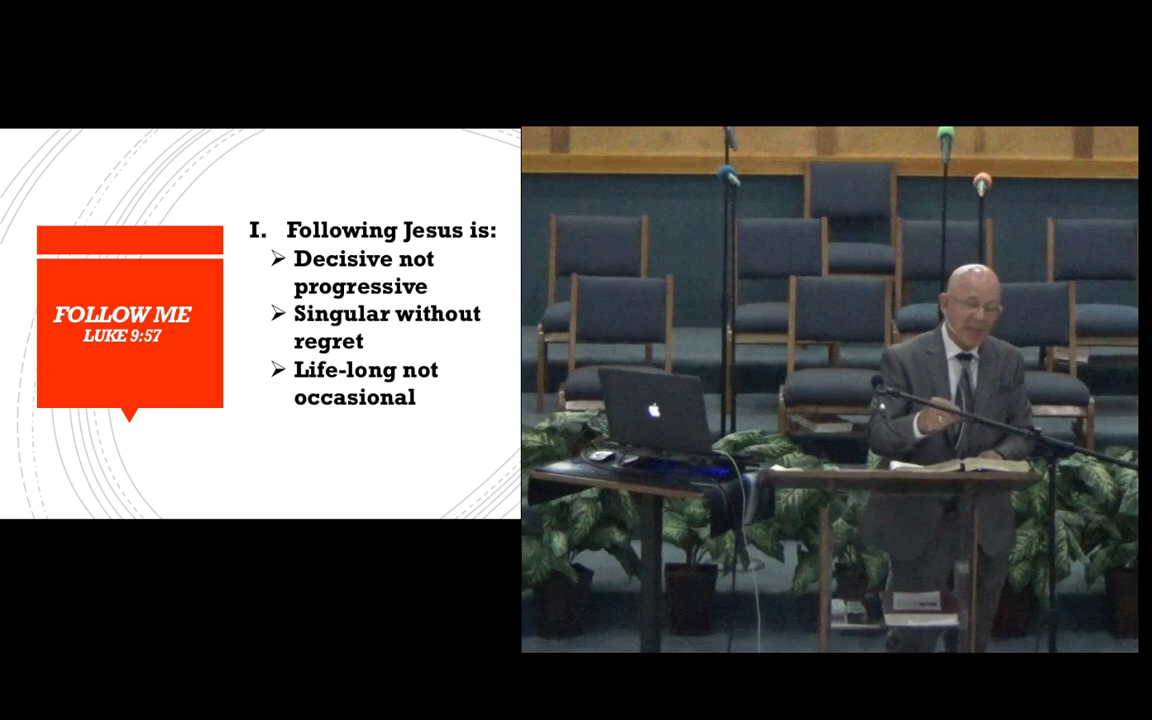 FOLLOW ME
LUKE 9:57
I. Following Jesus is:
➢ Decisive not
progressive
➢ Singular without
regret
➢ Life-long not
occasional